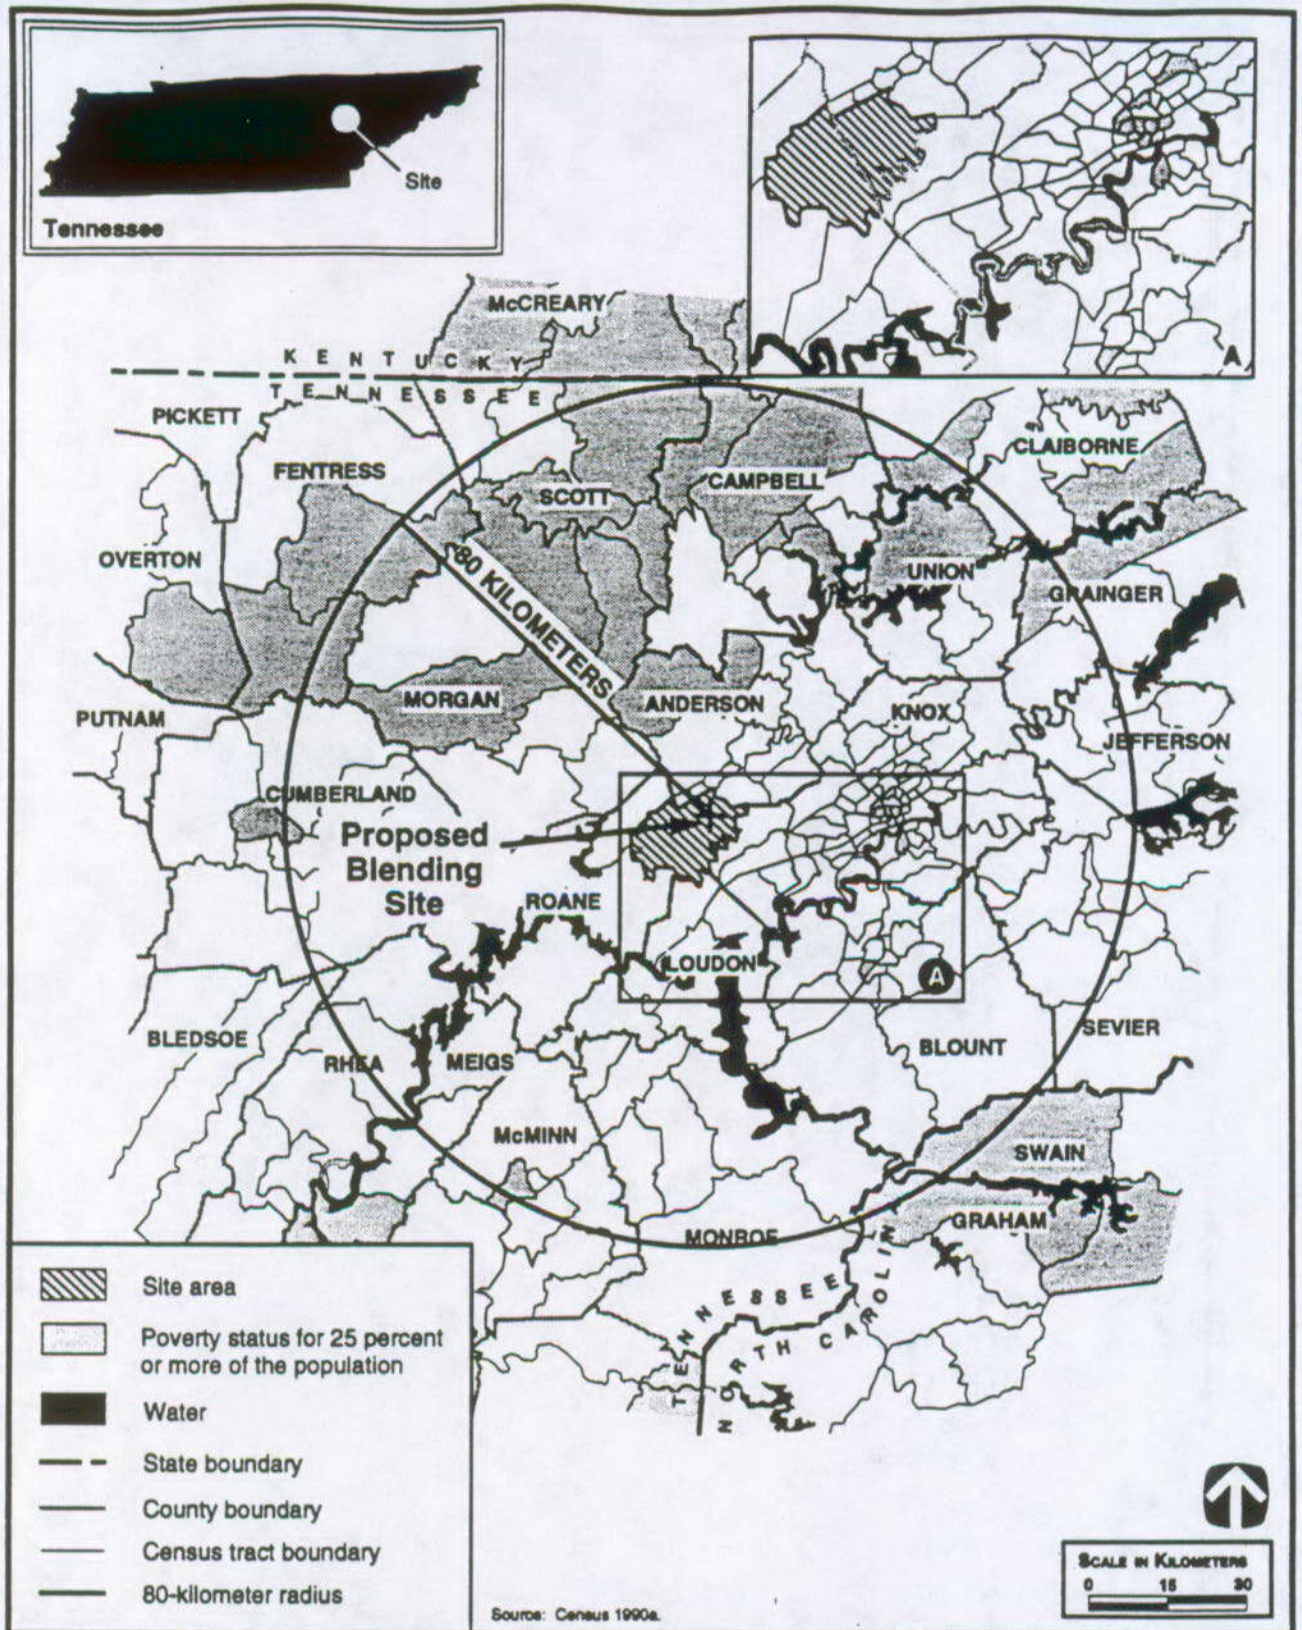 Site
Tennessee
A
McCREARY
KENTUCKY
TENNESSEE
PICKETT
CLAIBORNE
FENTRESS
CAMPBELL
SCOTT
OVERTON
80 KILOMETERS
UNION
GRAINGER
MORGAN
ANDERSON
KNOX
PUTNAM
JEFFERSON
CUMBERLAND
Proposed
Blending
Site
ROANE
LOUDON
A
BLEDSOE
SEVIER
RHEA
MEIGS
BLOUNT
McMINN
SWAIN
GRAHAM
MONROE
TENNESSEE
NORTH CAROLINA
Site area
Poverty status for 25 percent
or more of the population
Water
State boundary
County boundary
Census tract boundary
80-kilometer radius
Source: Census 1990a.
SCALE IN KILOMETERS
0 15 30